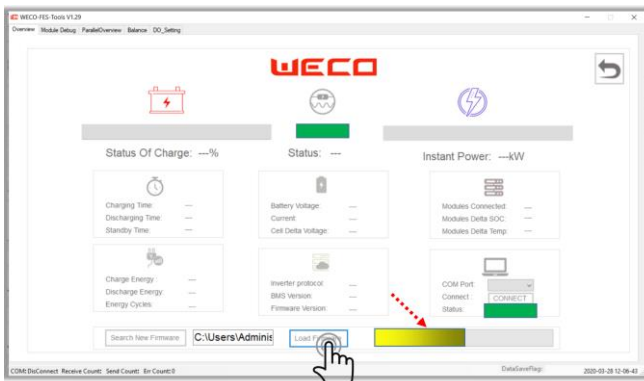 WECO-FES-Tools V1.29
Overview Module Debug ParallelOverview Balance DO_Setting
WECO
Status Of Charge: ---% Status: --- Instant Power: ---kW
Charging Time: ---
Discharging Time: ---
Standby Time: ---
Battery Voltage: ---
Current: ---
Cell Delta Voltage: ---
Modules Connected: ---
Modules Delta SOC: ---
Modules Delta Temp: ---
Charge Energy: ---
Discharge Energy: ---
Energy Cycles: ---
Inverter protocol: ---
BMS Version: ---
Firmware Version: ---
COM Port:
Connect: CONNECT
Status:
Search New Firmware C:\Users\Adminis Load
COM: DisConnect Receive Count: Send Count: Err Count:0 DataSaveFlag: 2020-03-28 12-06-43